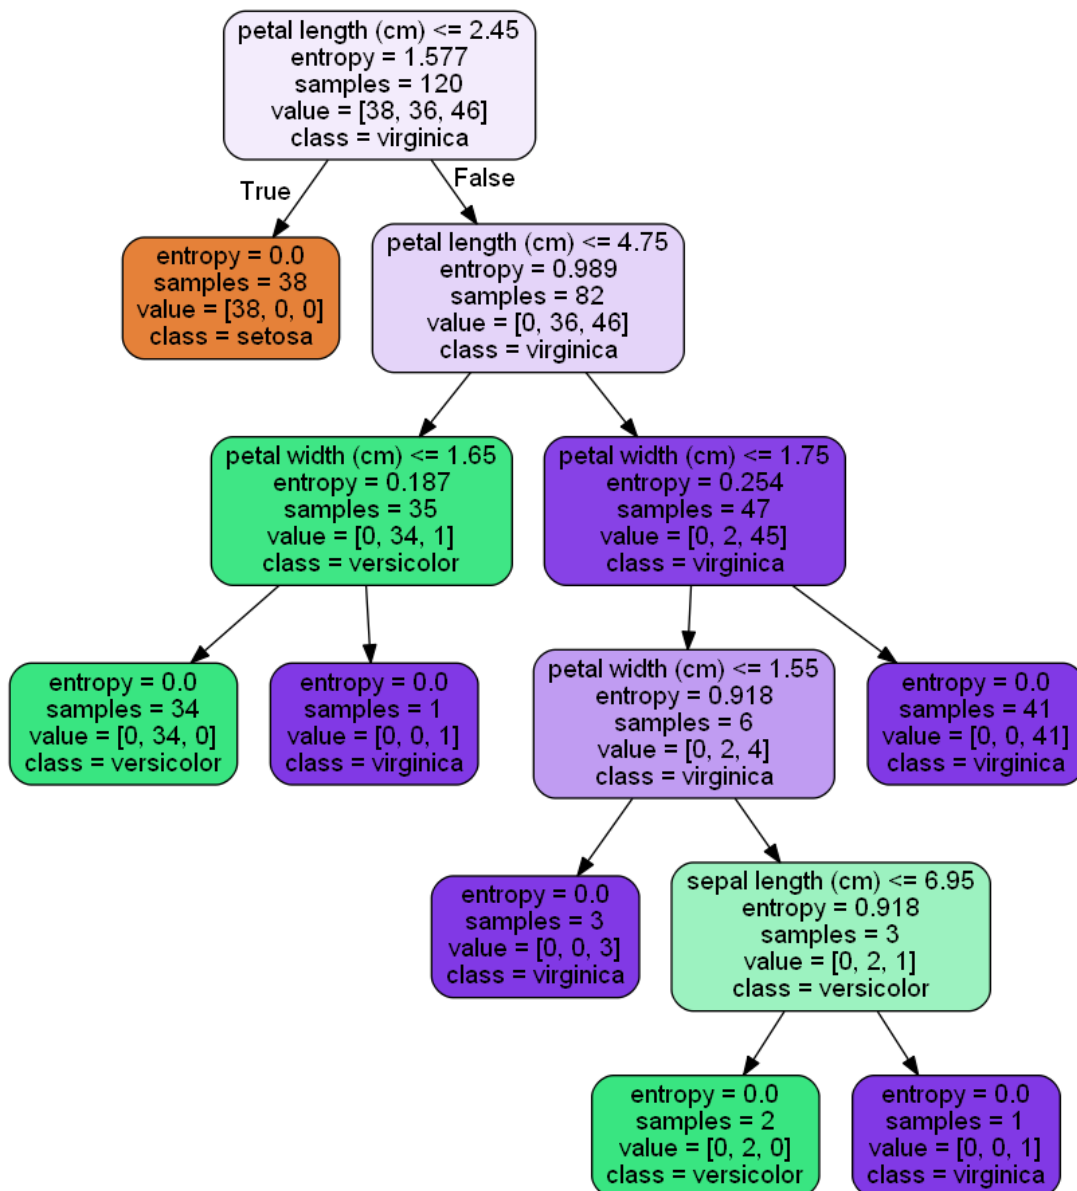 petal length (cm) <= 2.45
entropy = 1.577
samples = 120
value = [38, 36, 46]
class = virginica
True
False
entropy = 0.0
samples = 38
value = [38, 0, 0]
class = setosa
petal length (cm) <= 4.75
entropy = 0.989
samples = 82
value = [0, 36, 46]
class = virginica
petal width (cm) <= 1.65
entropy = 0.187
samples = 35
value = [0, 34, 1]
class = versicolor
petal width (cm) <= 1.75
entropy = 0.254
samples = 47
value = [0, 2, 45]
class = virginica
entropy = 0.0
samples = 34
value = [0, 34, 0]
class = versicolor
entropy = 0.0
samples = 1
value = [0, 0, 1]
class = virginica
petal width (cm) <= 1.55
entropy = 0.918
samples = 6
value = [0, 2, 4]
class = virginica
entropy = 0.0
samples = 41
value = [0, 0, 41]
class = virginica
entropy = 0.0
samples = 3
value = [0, 0, 3]
class = virginica
sepal length (cm) <= 6.95
entropy = 0.918
samples = 3
value = [0, 2, 1]
class = versicolor
entropy = 0.0
samples = 2
value = [0, 2, 0]
class = versicolor
entropy = 0.0
samples = 1
value = [0, 0, 1]
class = virginica